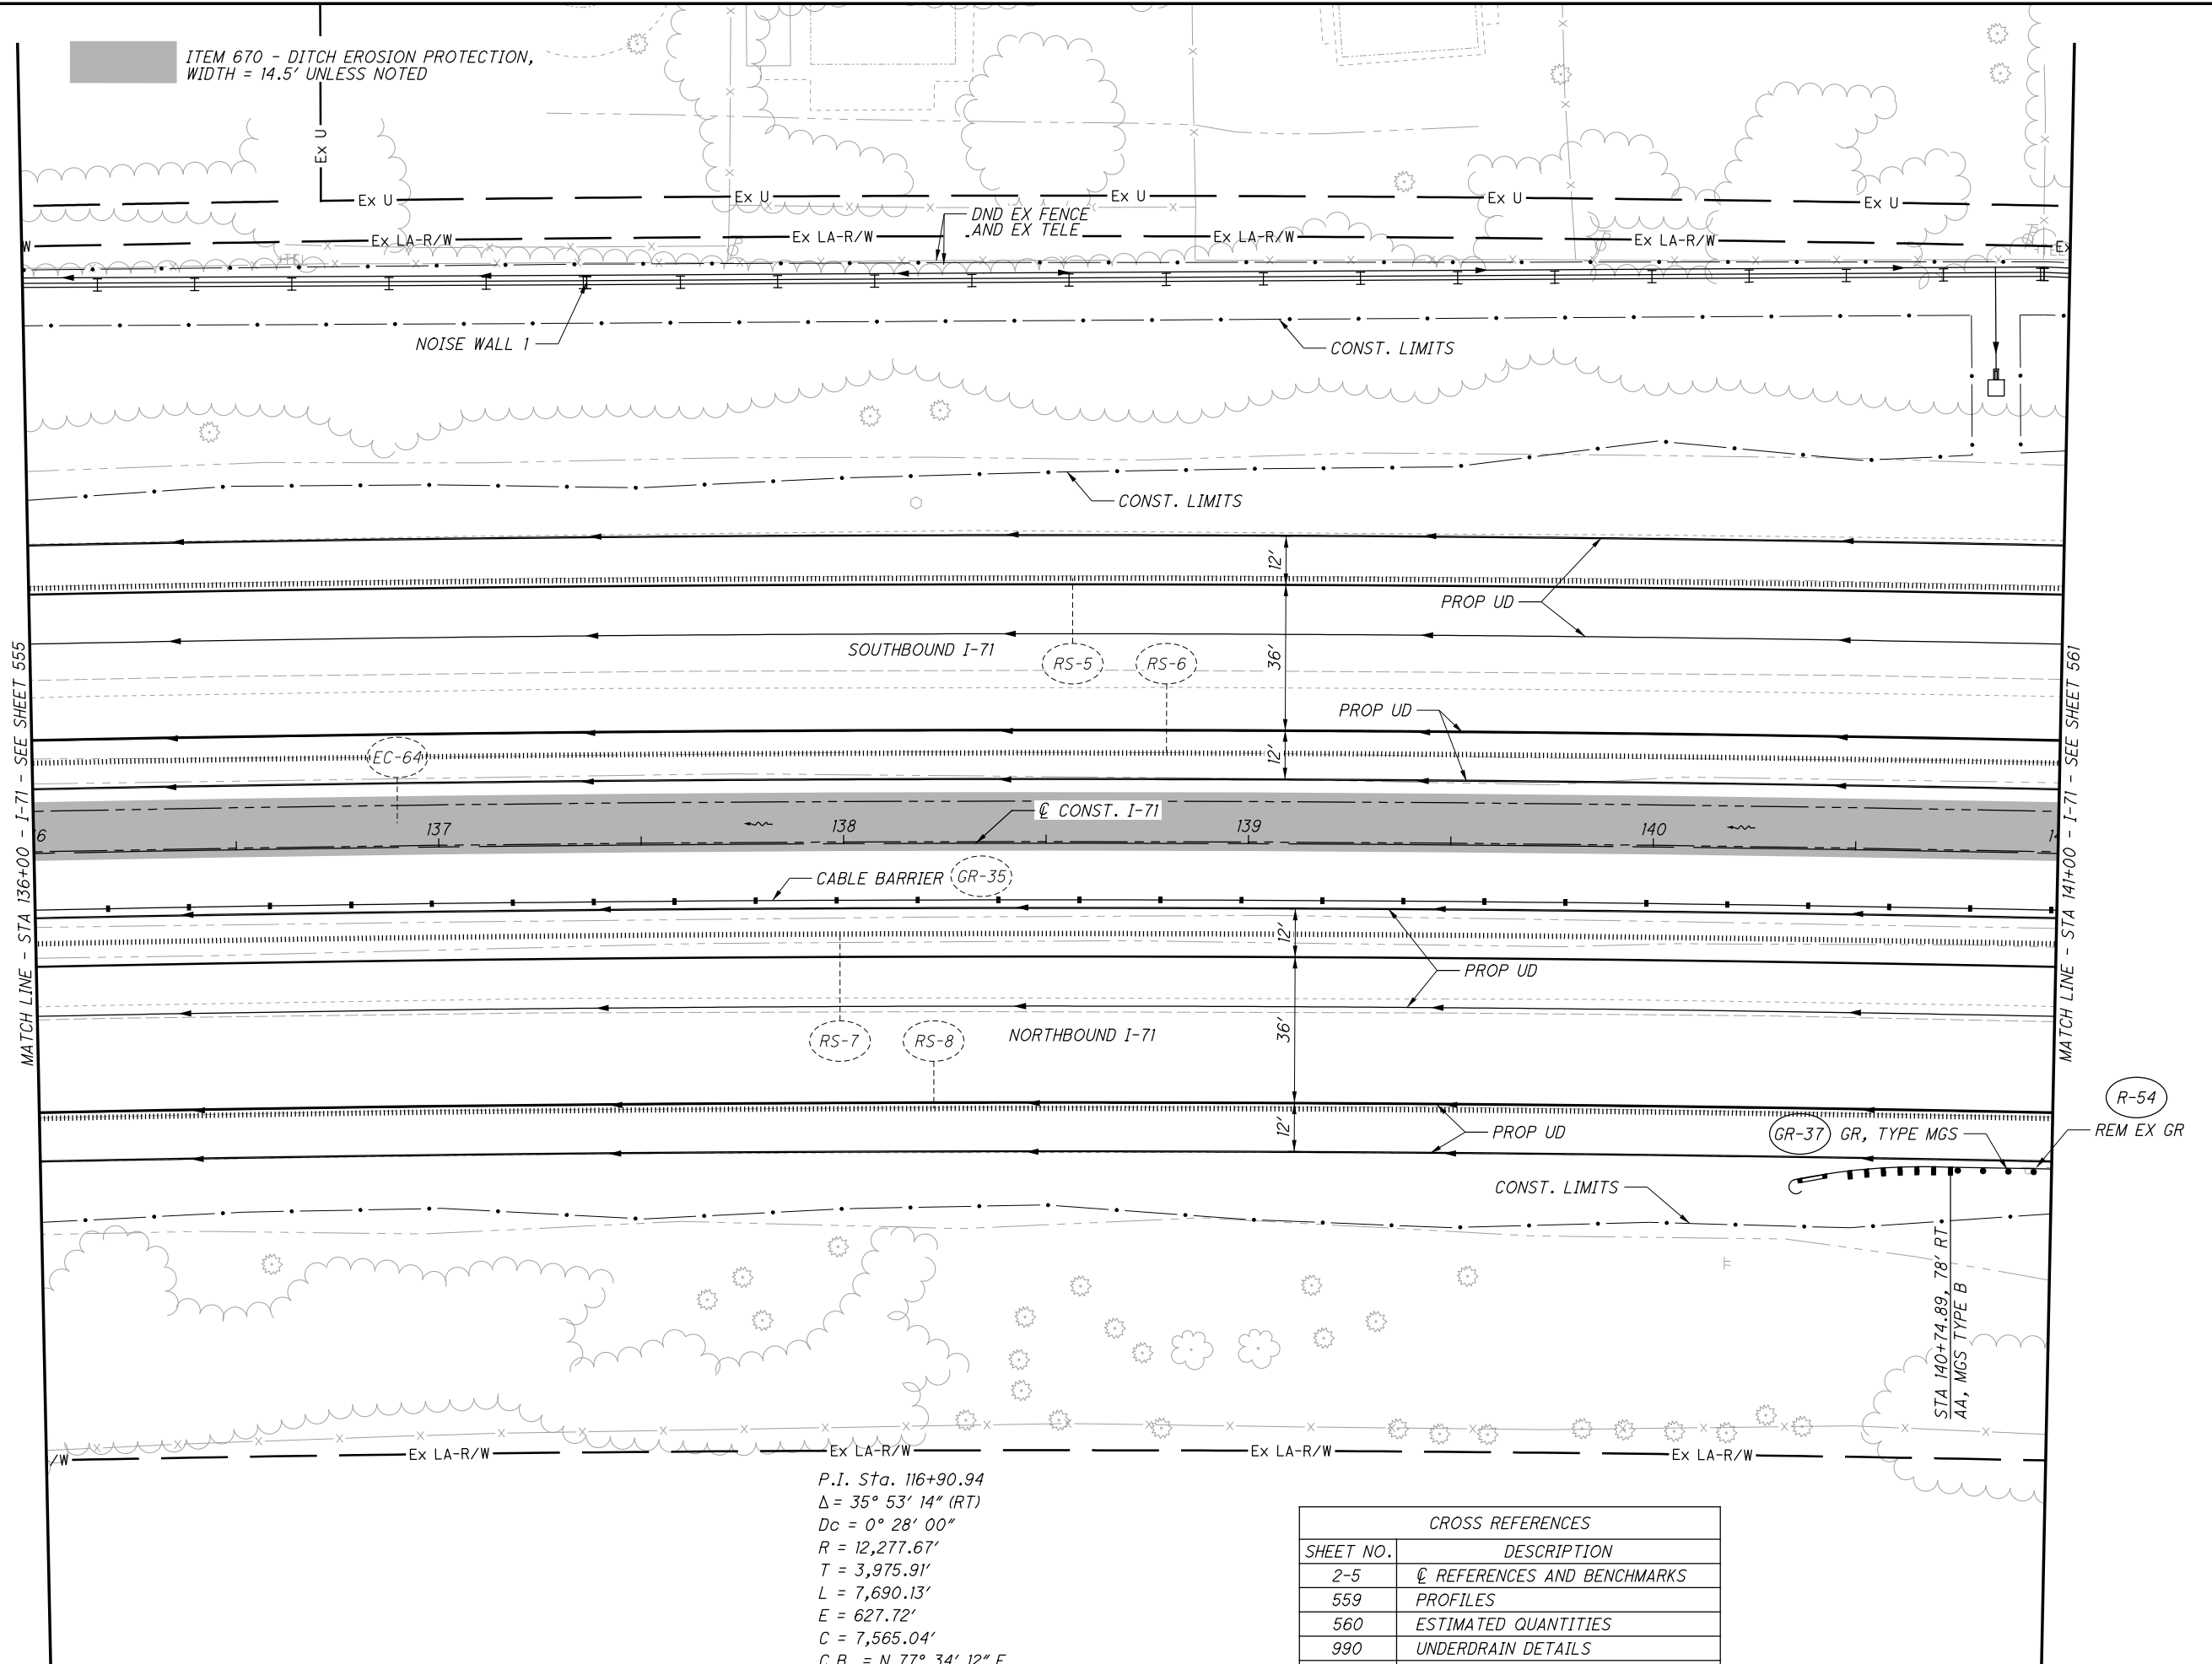 ITEM 670 - DITCH EROSION PROTECTION,
WIDTH = 14.5' UNLESS NOTED
Ex U
Ex U
Ex U
Ex U
Ex U
Ex U
DND EX FENCE
AND EX TELE
W
Ex LA-R/W
Ex LA-R/W
Ex LA-R/W
Ex LA-R/W
Ex
NOISE WALL 1
CONST. LIMITS
CONST. LIMITS
12'
PROP UD
SOUTHBOUND I-71
RS-5
RS-6
36'
PROP UD
EC-64
12'
MATCH LINE - STA 136+00 - I-71 - SEE SHEET 555
MATCH LINE - STA 141+00 - I-71 - SEE SHEET 561
℄ CONST. I-71
6
137
138
139
140
14
CABLE BARRIER
GR-35
12'
PROP UD
36'
RS-7
RS-8
NORTHBOUND I-71
R-54
REM EX GR
12'
PROP UD
GR-37
GR, TYPE MGS
CONST. LIMITS
STA 140+74.89, 78' RT
AA, MGS TYPE B
/W
Ex LA-R/W
Ex LA-R/W
Ex LA-R/W
Ex LA-R/W
P.I. Sta. 116+90.94
Δ = 35° 53' 14" (RT)
Dc = 0° 28' 00"
R = 12,277.67'
T = 3,975.91'
L = 7,690.13'
E = 627.72'
C = 7,565.04'
C.B. = N 77° 34' 12" E
CROSS REFERENCES
SHEET NO. DESCRIPTION
2-5 ℄ REFERENCES AND BENCHMARKS
559 PROFILES
560 ESTIMATED QUANTITIES
990 UNDERDRAIN DETAILS